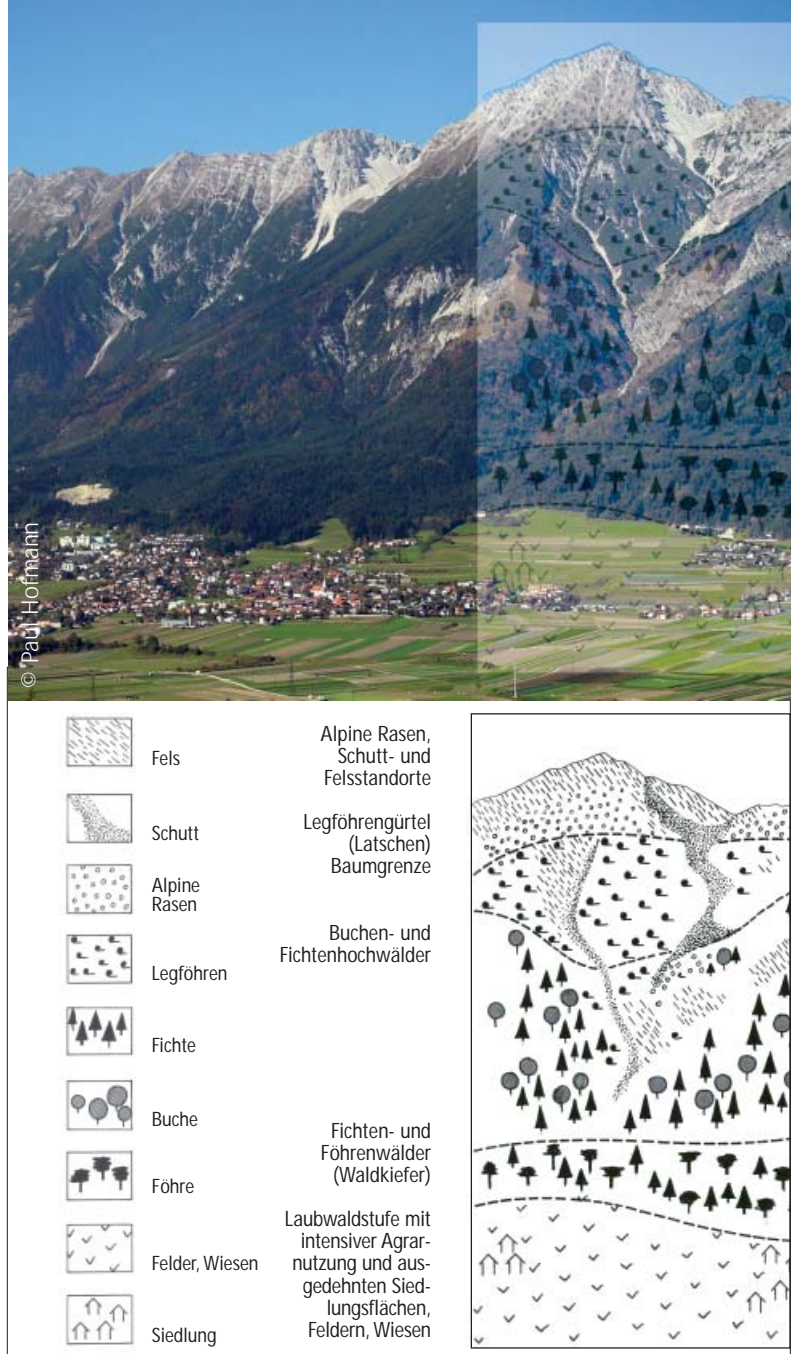 © Paul Hofmann
Fels
Schutt
Alpine
Rasen
Legföhren
Fichte
Buche
Föhre
Felder, Wiesen
Siedlung
Alpine Rasen,
Schutt- und
Felsstandorte
Legföhrengürtel
(Latschen)
Baumgrenze
Buchen- und
Fichtenhochwälder
Fichten- und
Föhrenwälder
(Waldkiefer)
Laubwaldstufe mit
intensiver Agrar-
nutzung und aus-
gedehnten Sied-
lungsflächen,
Feldern, Wiesen